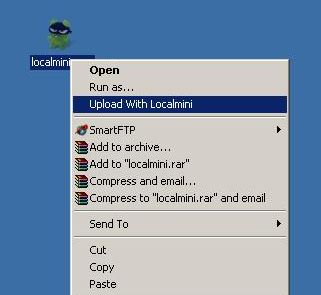 localmini
Open
Run as...
Upload With Localmini
SmartFTP
Add to archive...
Add to "localmini.rar"
Compress and email...
Compress to "localmini.rar" and email
Send To
Cut
Copy
Paste